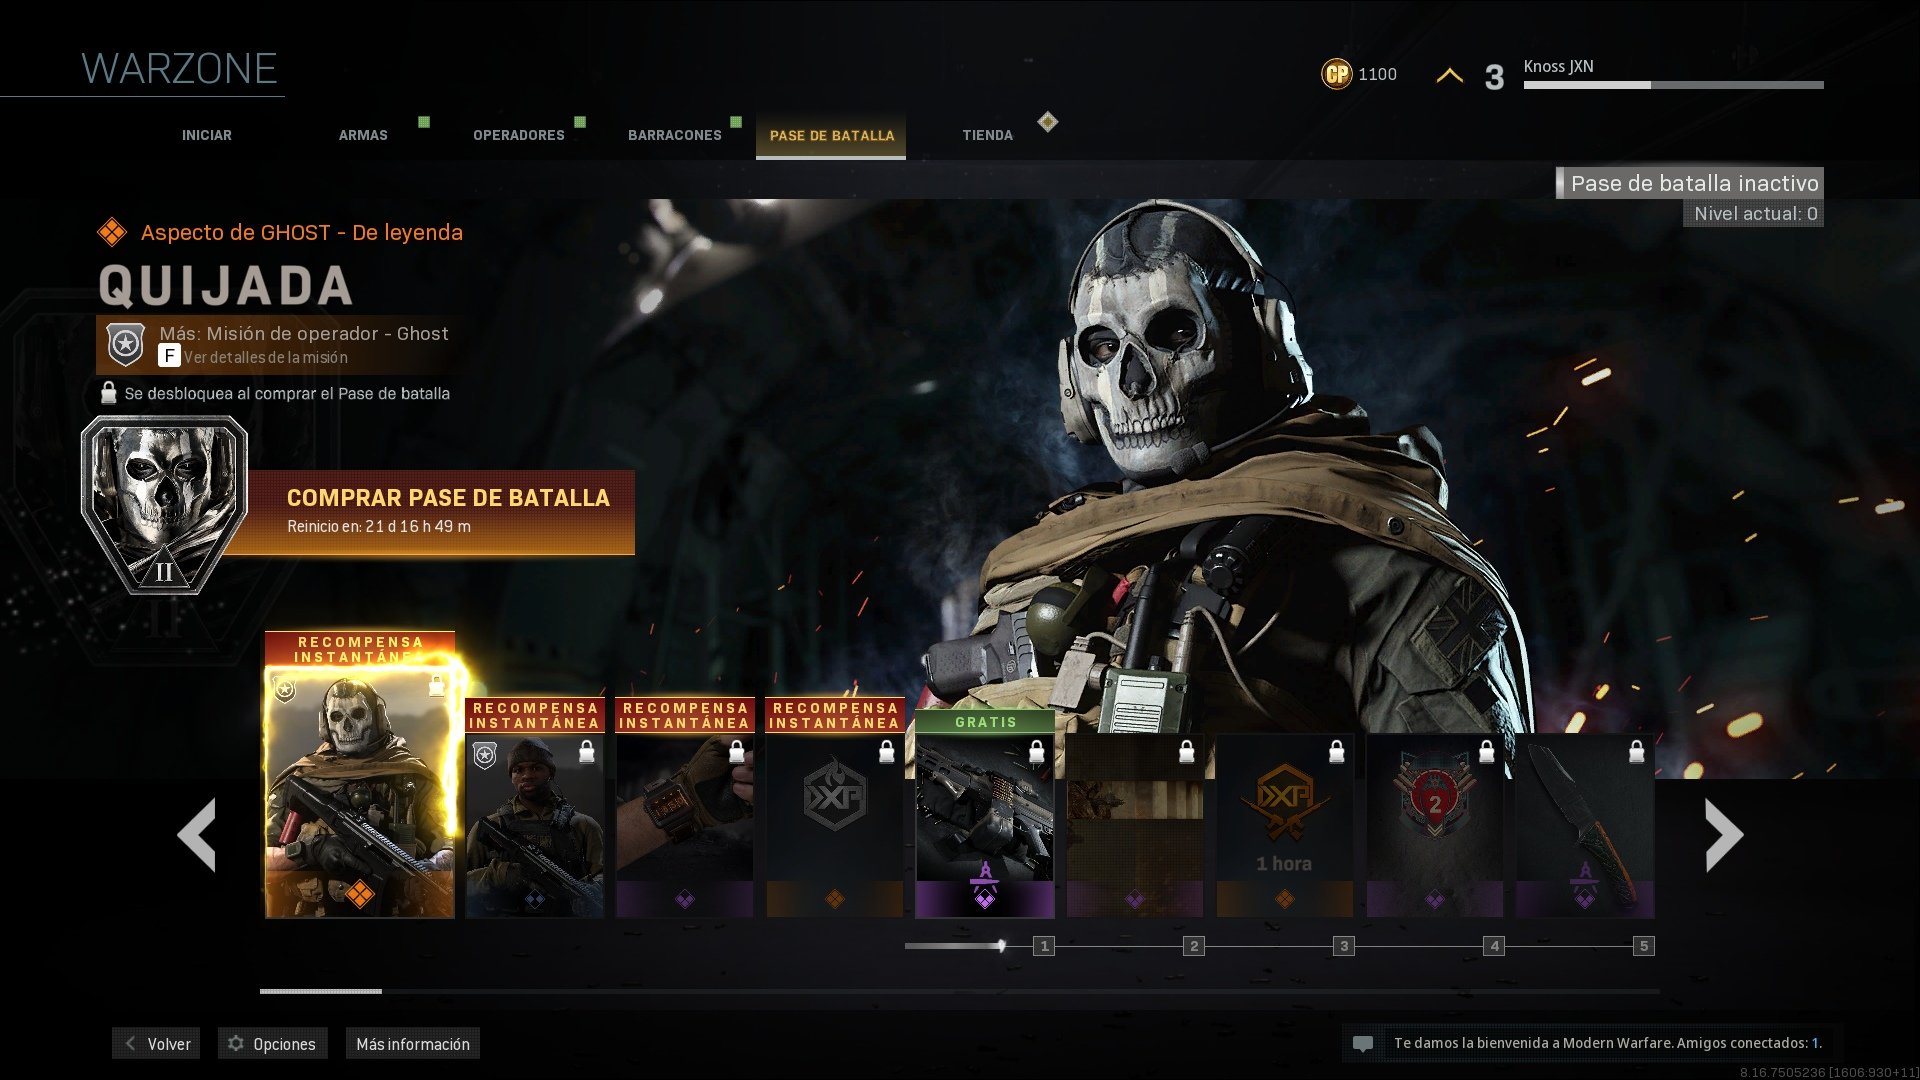 WARZONE
CP 1100
3
Knoss JXN
INICIAR
ARMAS
OPERADORES
BARRACONES
PASE DE BATALLA
TIENDA
Pase de batalla inactivo
Nivel actual: 0
Aspecto de GHOST - De leyenda
QUIJADA
Más: Misión de operador - Ghost
F Ver detalles de la misión
Se desbloquea al comprar el Pase de batalla
COMPRAR PASE DE BATALLA
Reinicio en: 21 d 16 h 49 m
II
RECOMPENSA
INSTANTÁNEA
RECOMPENSA
INSTANTÁNEA
RECOMPENSA
INSTANTÁNEA
RECOMPENSA
INSTANTÁNEA
GRATIS
2XP
2XP
1 hora
2
1
2
3
4
5
Volver
Opciones
Más información
Te damos la bienvenida a Modern Warfare. Amigos conectados: 1.
8.16.7505236 [1606:930+11]